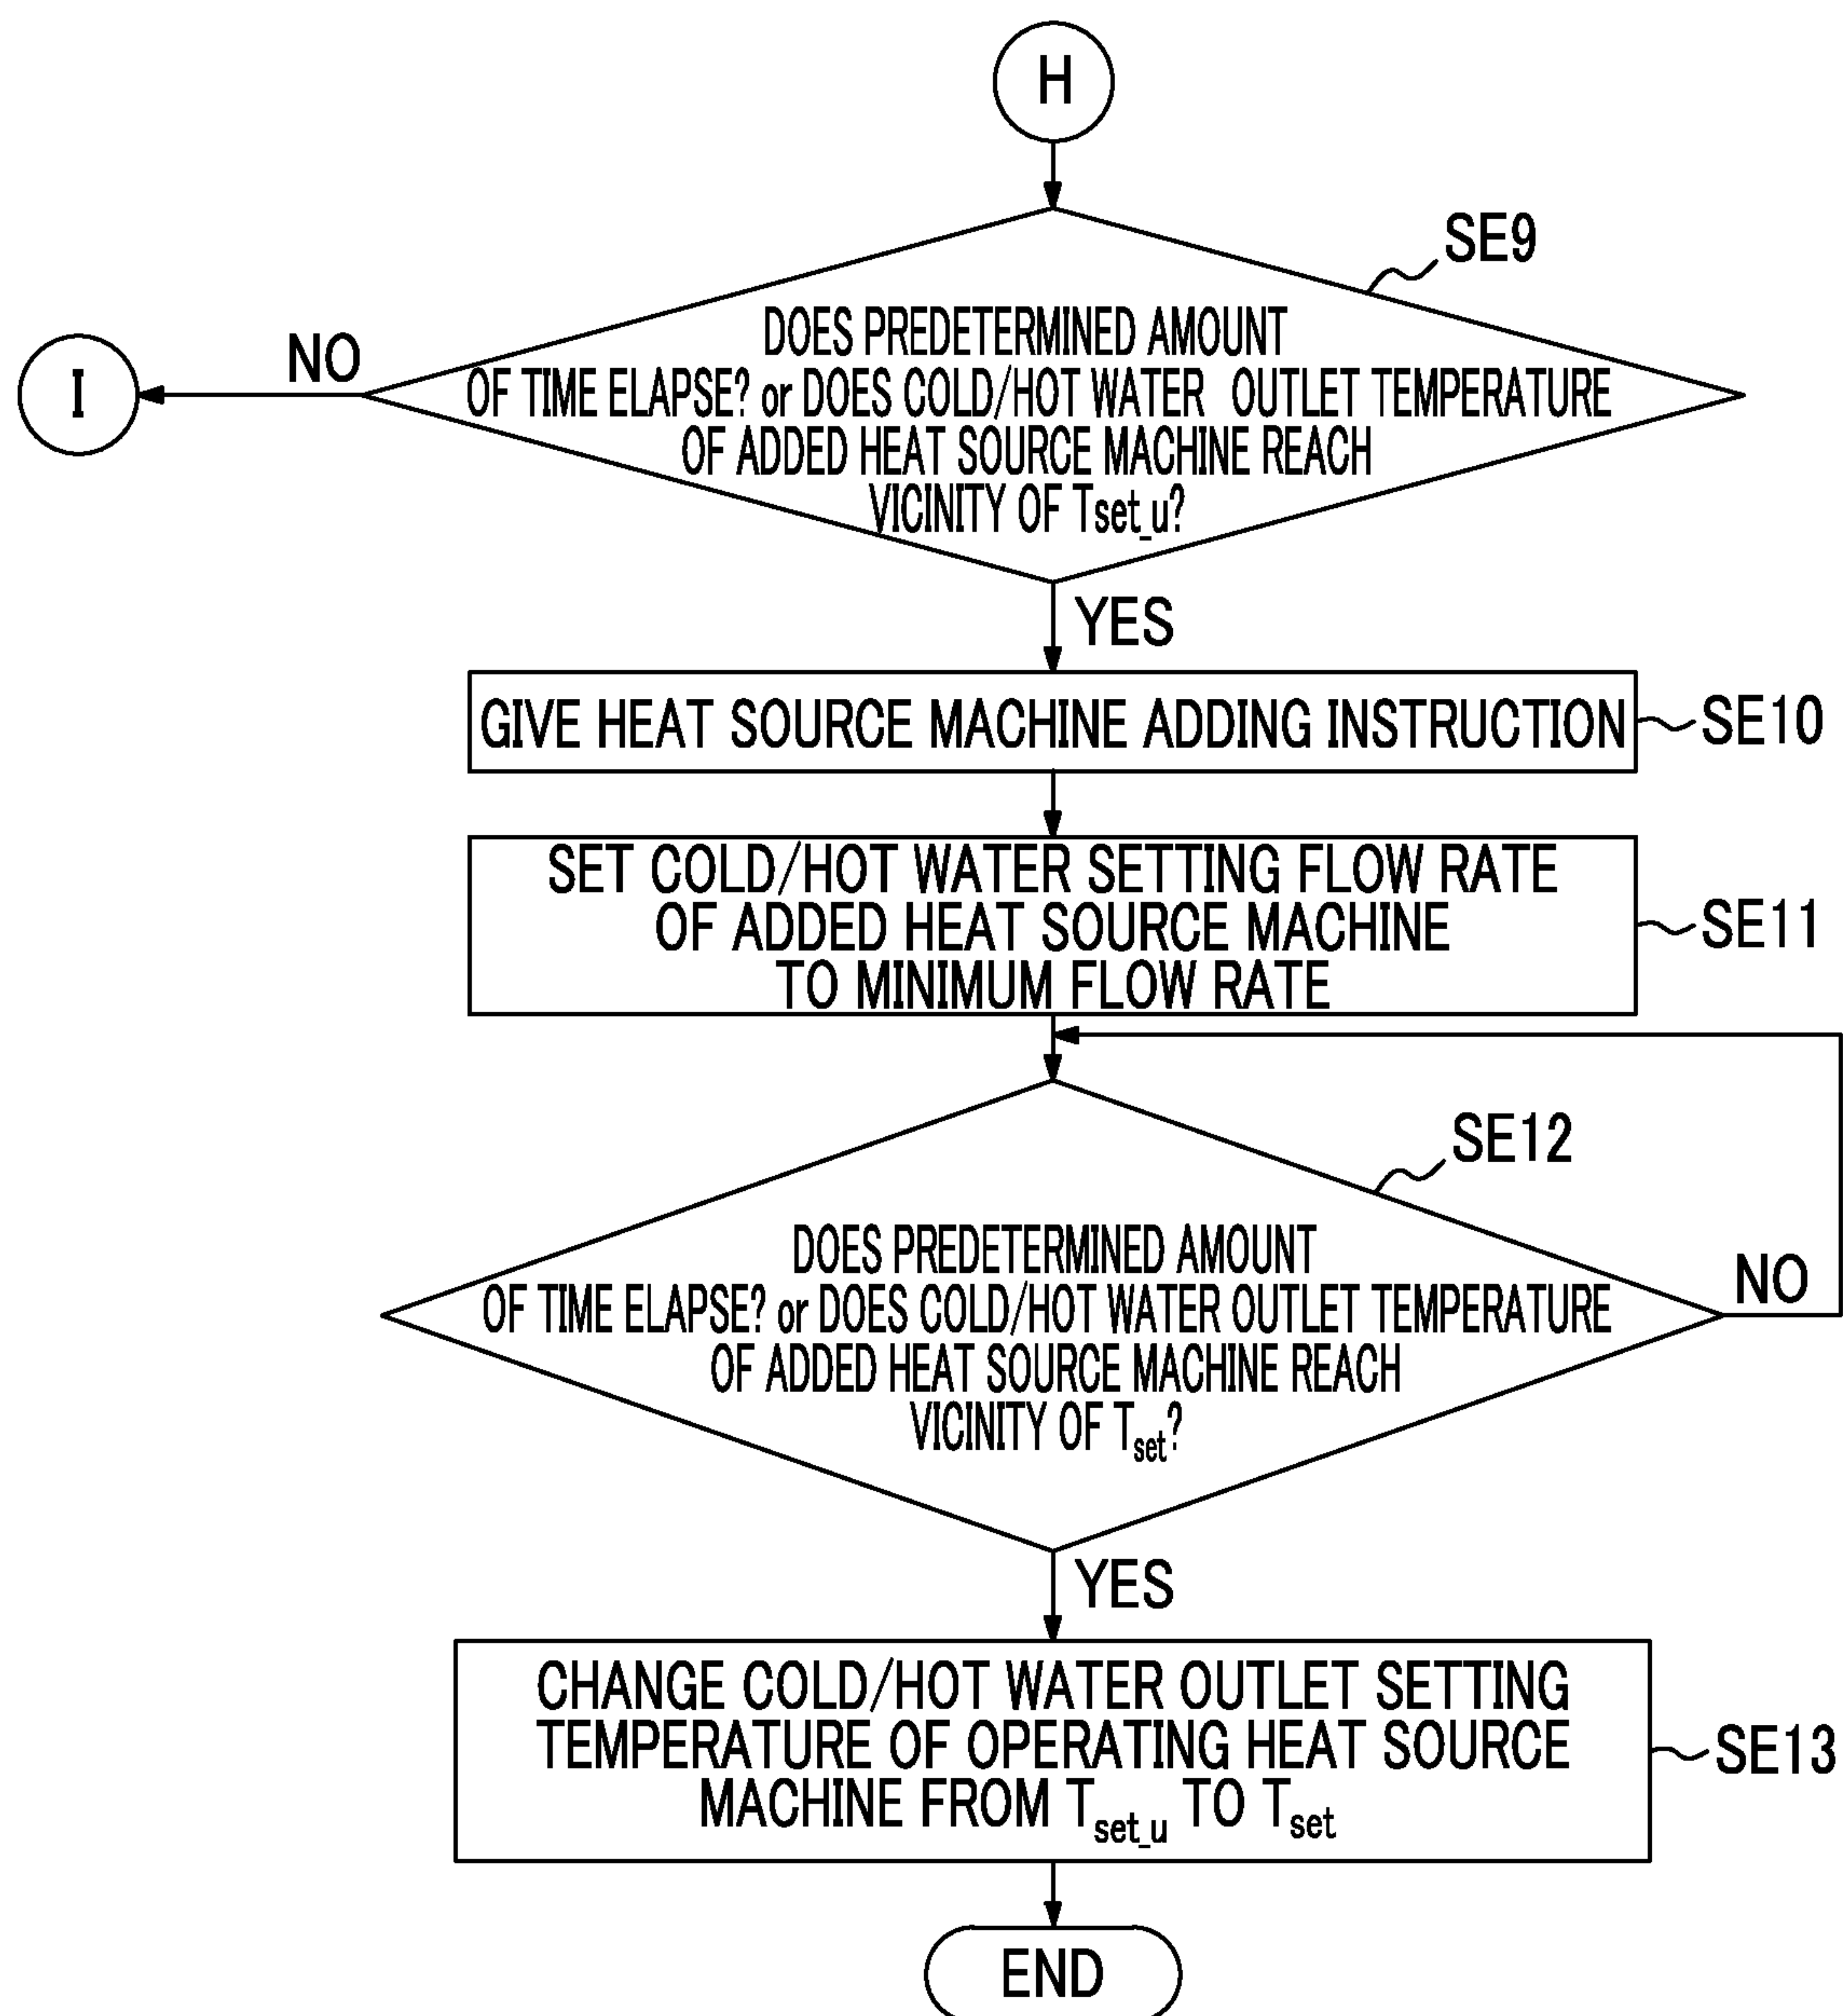 H
SE9
DOES PREDETERMINED AMOUNT
OF TIME ELAPSE? or DOES COLD/HOT WATER OUTLET TEMPERATURE
OF ADDED HEAT SOURCE MACHINE REACH
VICINITY OF Tset_u?
NO
I
YES
GIVE HEAT SOURCE MACHINE ADDING INSTRUCTION
SE10
SET COLD/HOT WATER SETTING FLOW RATE
OF ADDED HEAT SOURCE MACHINE
TO MINIMUM FLOW RATE
SE11
SE12
DOES PREDETERMINED AMOUNT
OF TIME ELAPSE? or DOES COLD/HOT WATER OUTLET TEMPERATURE
OF ADDED HEAT SOURCE MACHINE REACH
VICINITY OF Tset?
NO
YES
CHANGE COLD/HOT WATER OUTLET SETTING
TEMPERATURE OF OPERATING HEAT SOURCE
MACHINE FROM Tset_u TO Tset
SE13
END